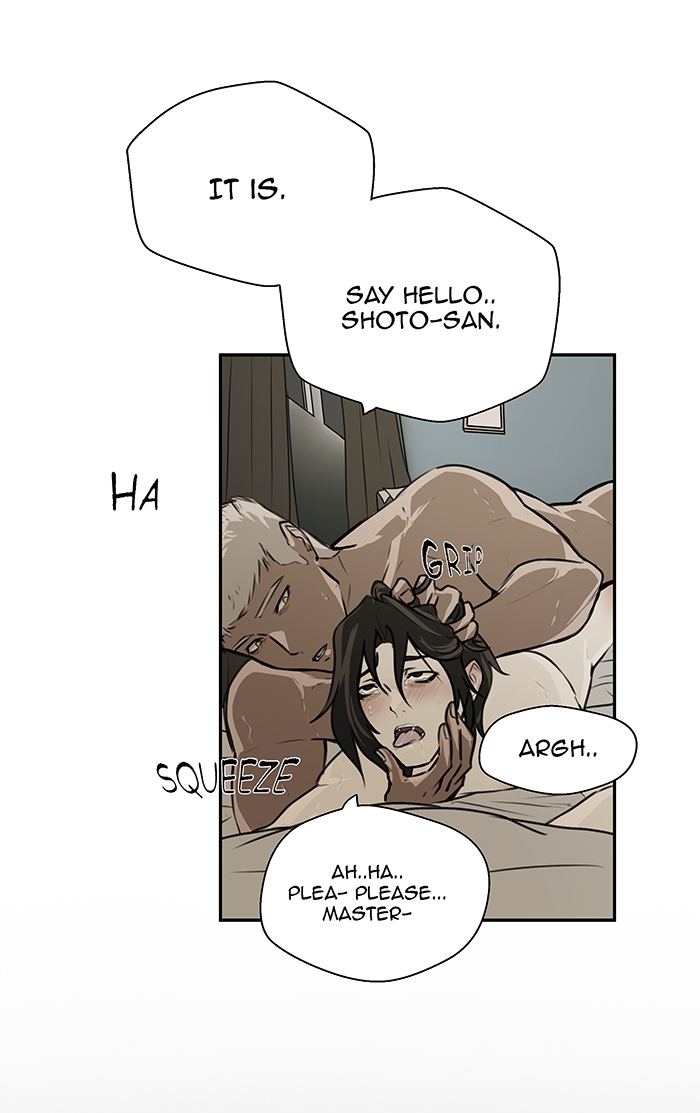 IT IS.
SAY HELLO..
SHOTO-SAN.
HA
GRIP
ARGH..
SQUEEZE
AH..HA..
PLEA- PLEASE...
MASTER-